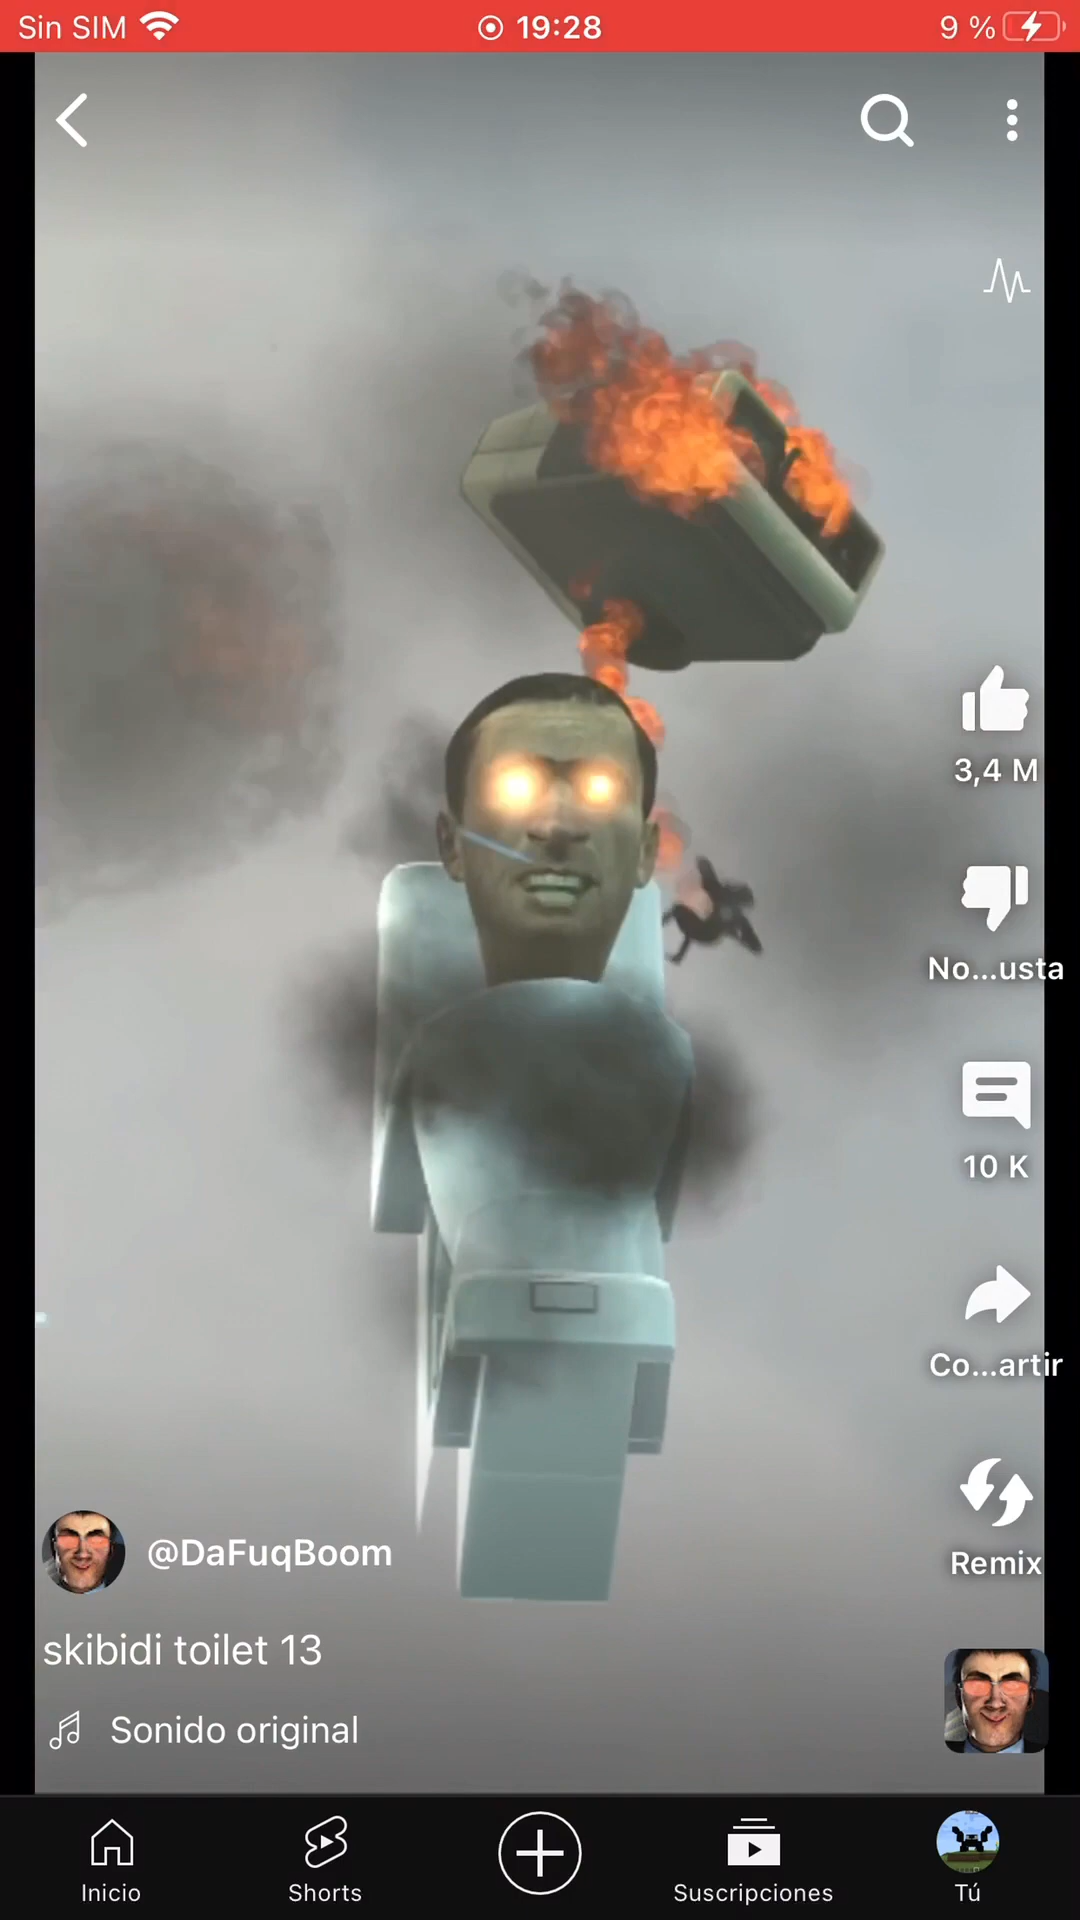 Sin SIM 19:28 9 %
3,4 M
No...usta
10 K
Co...artir
Remix
@DaFuqBoom
skibidi toilet 13
Sonido original
Inicio Shorts Suscripciones Tú